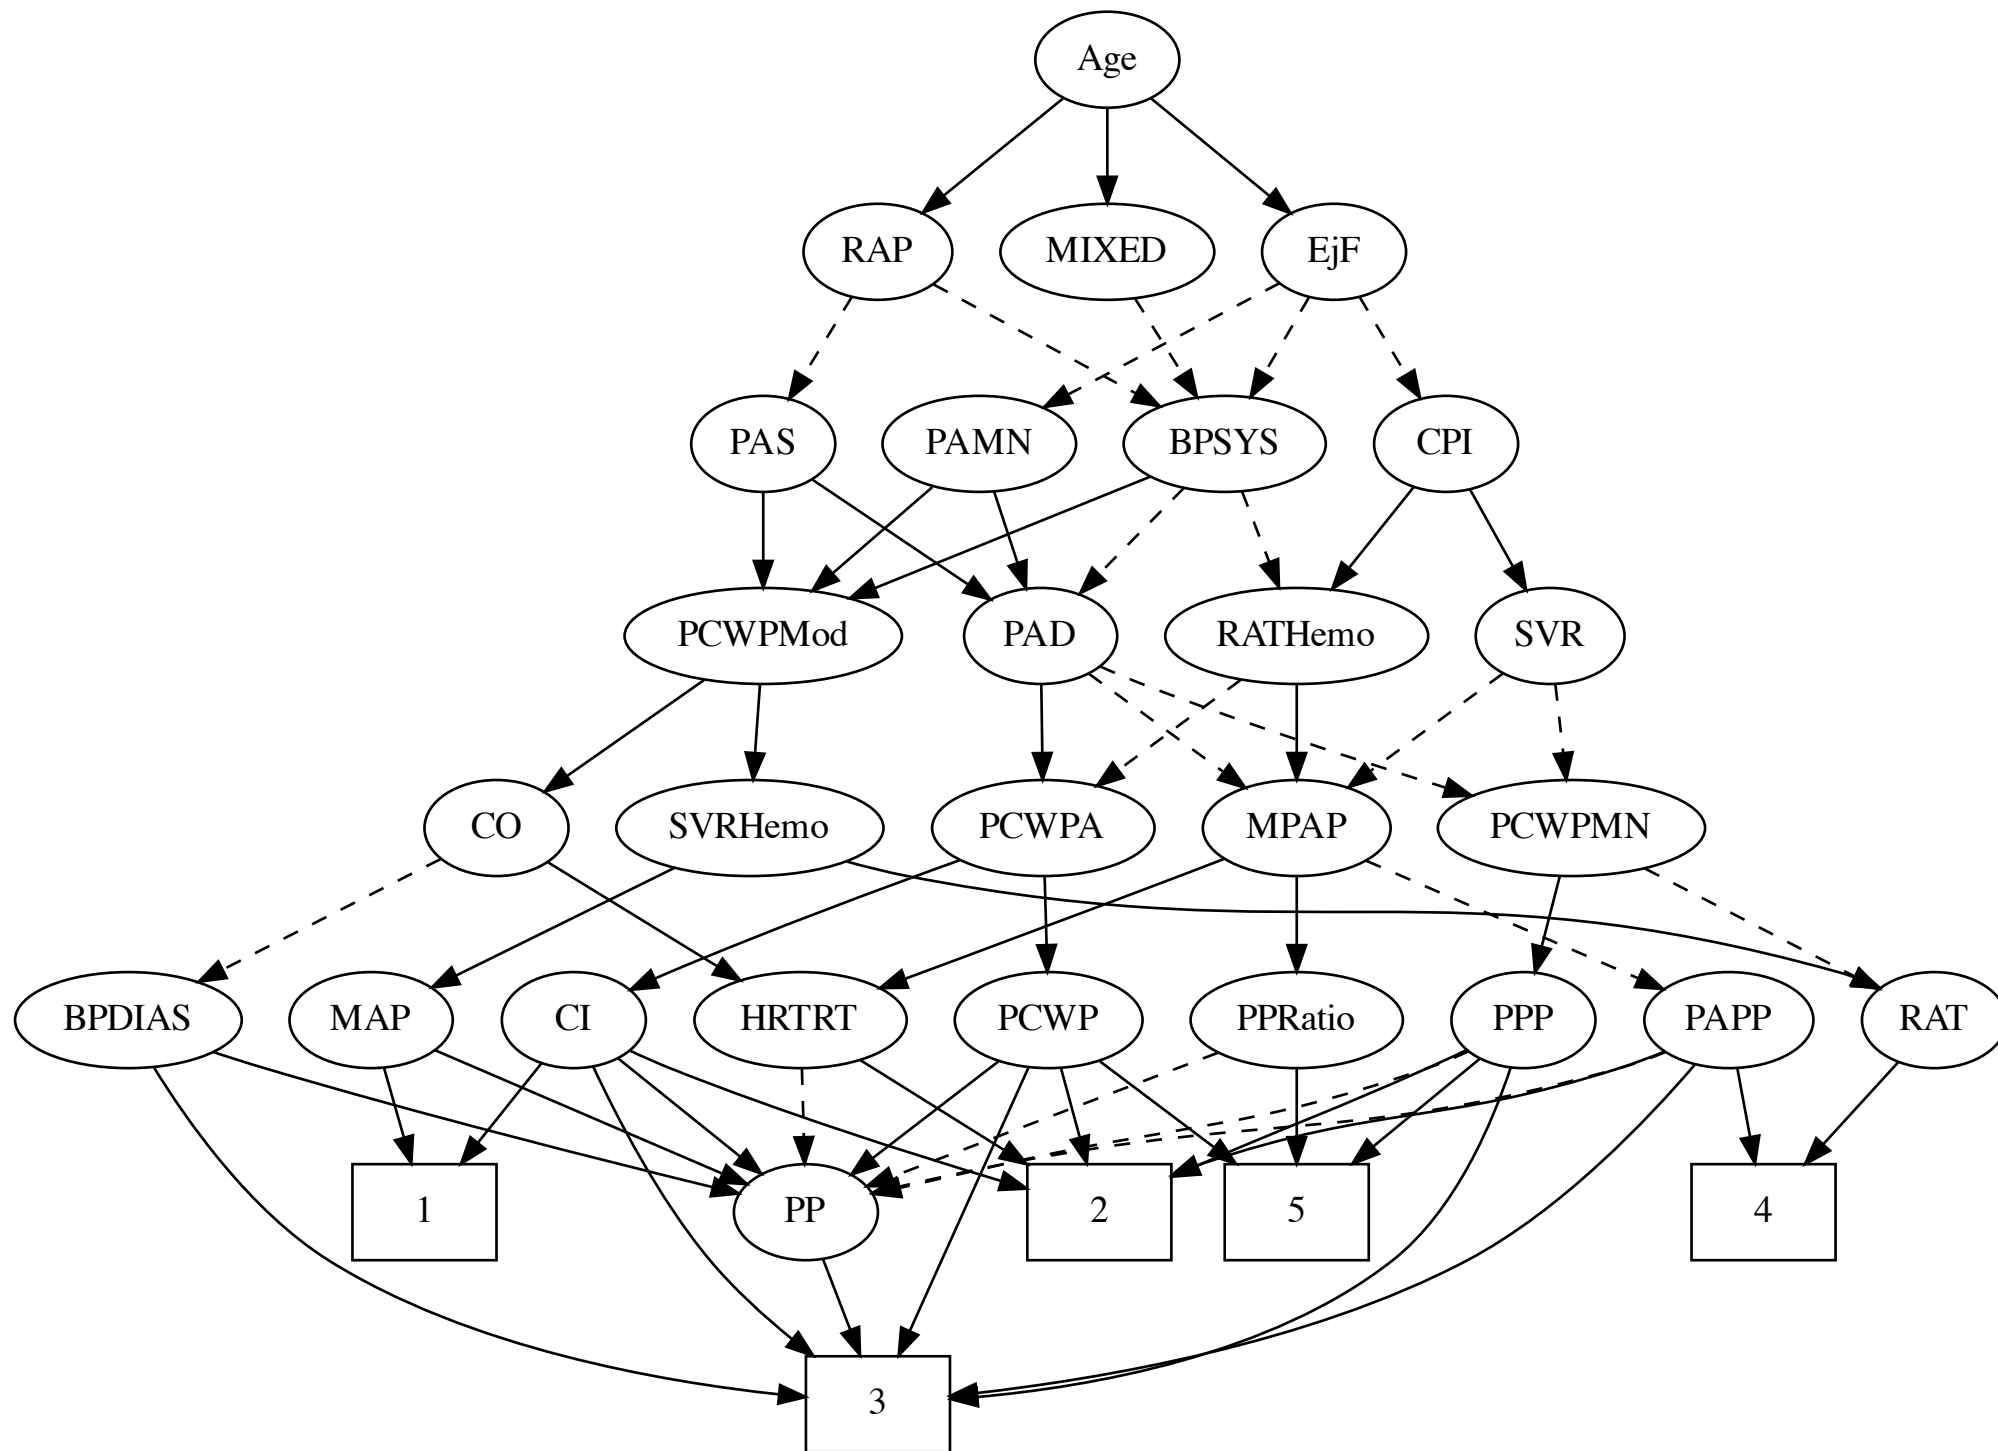 Age
RAP
MIXED
EjF
PAS
PAMN
BPSYS
CPI
PCWPMod
PAD
RATHemo
SVR
CO
SVRHemo
PCWPA
MPAP
PCWPMN
BPDIAS
MAP
CI
HRTRT
PCWP
PPRatio
PPP
PAPP
RAT
1
PP
2
5
4
3